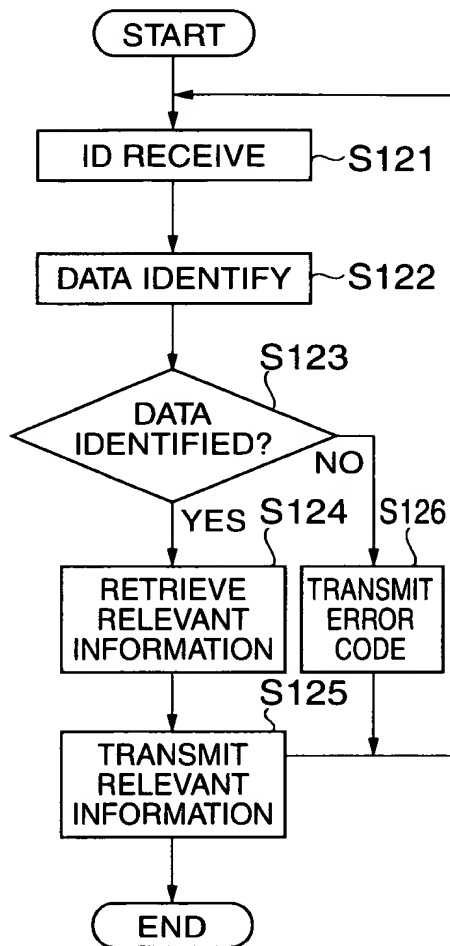 START
ID RECEIVE
S121
DATA IDENTIFY
S122
S123
DATA
IDENTIFIED?
NO
YES
S124
S126
RETRIEVE
RELEVANT
INFORMATION
TRANSMIT
ERROR
CODE
S125
TRANSMIT
RELEVANT
INFORMATION
END